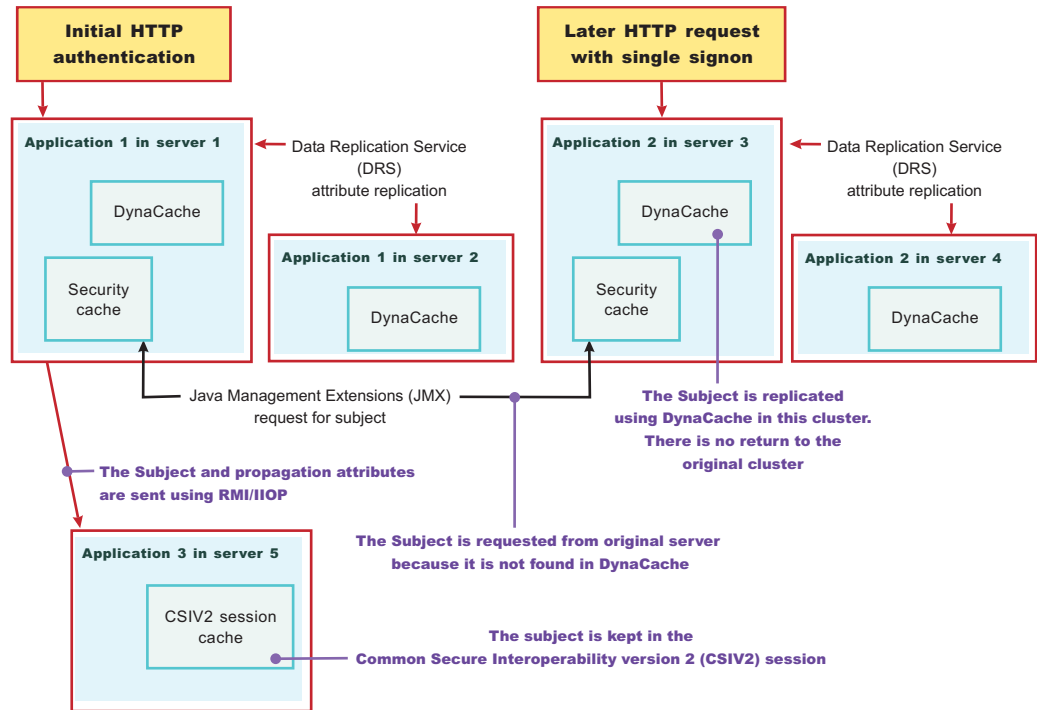 Initial HTTP
authentication
Later HTTP request
with single signon
Application 1 in server 1
DynaCache
Security
cache
Data Replication Service
(DRS)
attribute replication
Application 1 in server 2
DynaCache
Application 2 in server 3
DynaCache
Security
cache
Data Replication Service
(DRS)
attribute replication
Application 2 in server 4
DynaCache
Java Management Extensions (JMX)
request for subject
The Subject is replicated
using DynaCache in this cluster.
There is no return to the
original cluster
The Subject and propagation attributes
are sent using RMI/IIOP
The Subject is requested from original server
because it is not found in DynaCache
Application 3 in server 5
CSIV2 session
cache
The subject is kept in the
Common Secure Interoperability version 2 (CSIV2) session